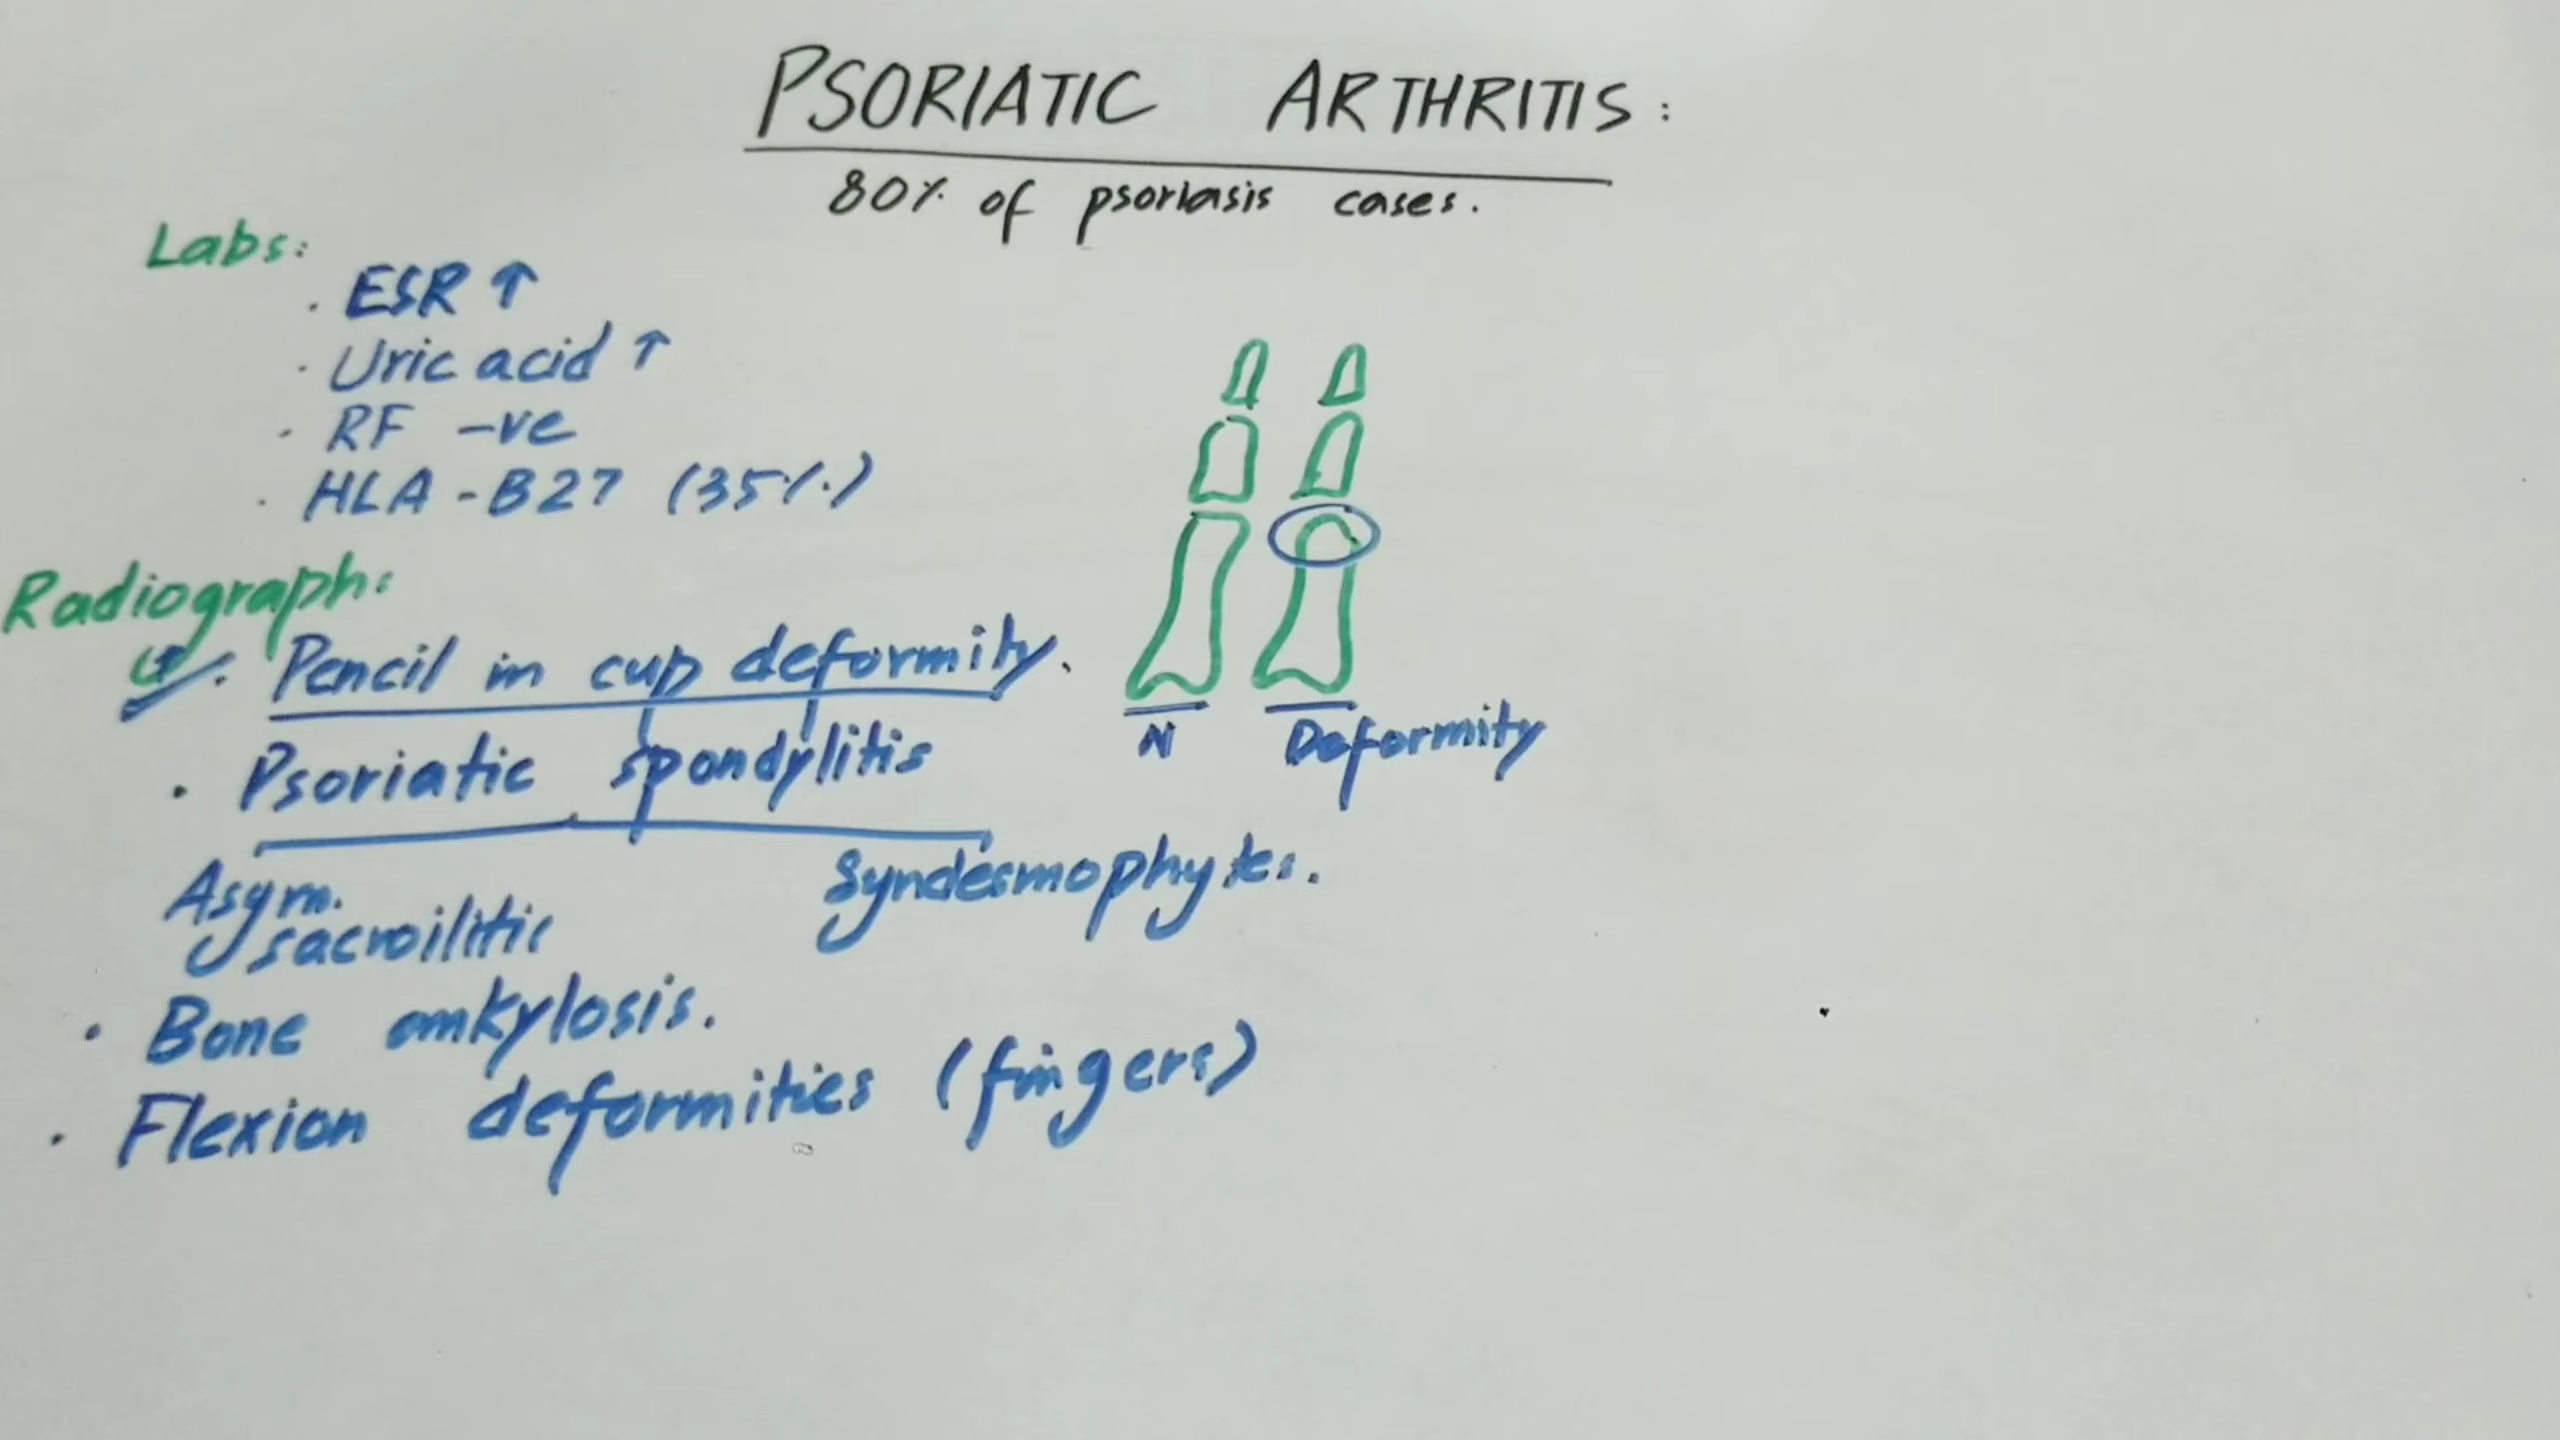 PSORIATIC ARTHRITIS:
80% of psoriasis cases.
Labs:
. ESR ↑
. Uric acid ↑
. RF -ve
. HLA-B27 (35%)
Radiograph:
. Pencil in cup deformity.
. Psoriatic spondylitis
Asym. sacroilitic
Syndesmophytes.
. Bone ankylosis.
. Flexion deformities (fingers)
N
Deformity